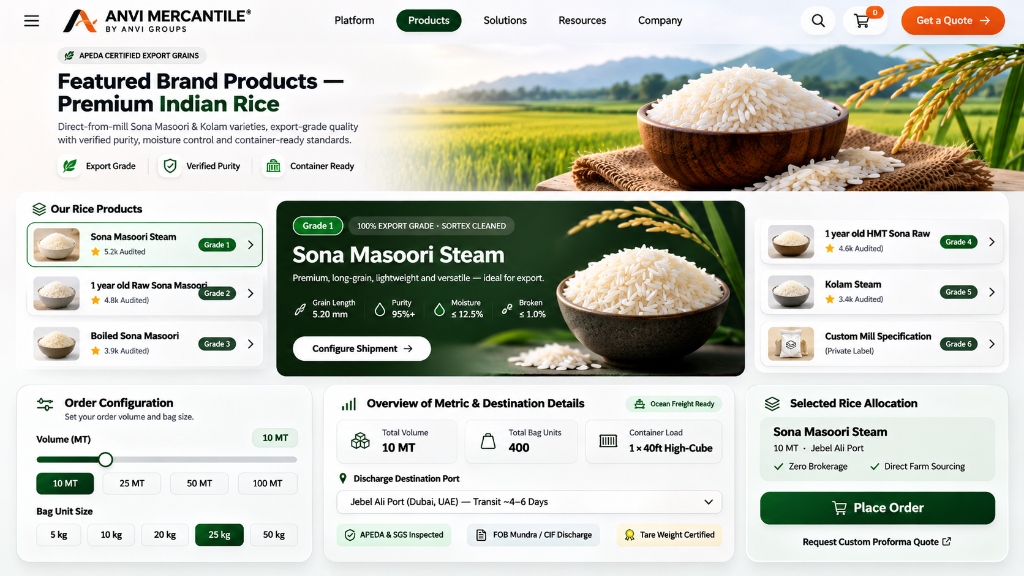 ANVI MERCANTILE®
BY ANVI GROUPS
Platform
Products
Solutions
Resources
Company
0
Get a Quote →
APEDA CERTIFIED EXPORT GRAINS
Featured Brand Products —
Premium Indian Rice
Direct-from-mill Sona Masoori & Kolam varieties, export-grade quality
with verified purity, moisture control and container-ready standards.
Export Grade
Verified Purity
Container Ready
Our Rice Products
Sona Masoori Steam
5.2k Audited
Grade 1
1 year old Raw Sona Masoori
4.8k Audited)
Grade 2
Boiled Sona Masoori
3.9k Audited)
Grade 3
Grade 1
100% EXPORT GRADE • SORTEX CLEANED
Sona Masoori Steam
Premium, long-grain, lightweight and versatile — ideal for export.
Grain Length
5.20 mm
Purity
95%+
Moisture
≤ 12.5%
Broken
≤ 1.0%
Configure Shipment →
1 year old HMT Sona Raw
4.6k Audited)
Grade 4
Kolam Steam
3.4k Audited)
Grade 5
Custom Mill Specification
(Private Label)
Grade 6
Order Configuration
Set your order volume and bag size.
Volume (MT)
10 MT
10 MT
25 MT
50 MT
100 MT
Bag Unit Size
5 kg
10 kg
20 kg
25 kg
50 kg
Overview of Metric & Destination Details
Ocean Freight Ready
Total Volume
10 MT
Total Bag Units
400
Container Load
1 × 40ft High-Cube
Discharge Destination Port
Jebel Ali Port (Dubai, UAE) — Transit ~4–6 Days
APEDA & SGS Inspected
FOB Mundra / CIF Discharge
Tare Weight Certified
Selected Rice Allocation
Sona Masoori Steam
10 MT • Jebel Ali Port
Zero Brokerage
Direct Farm Sourcing
Place Order
Request Custom Proforma Quote